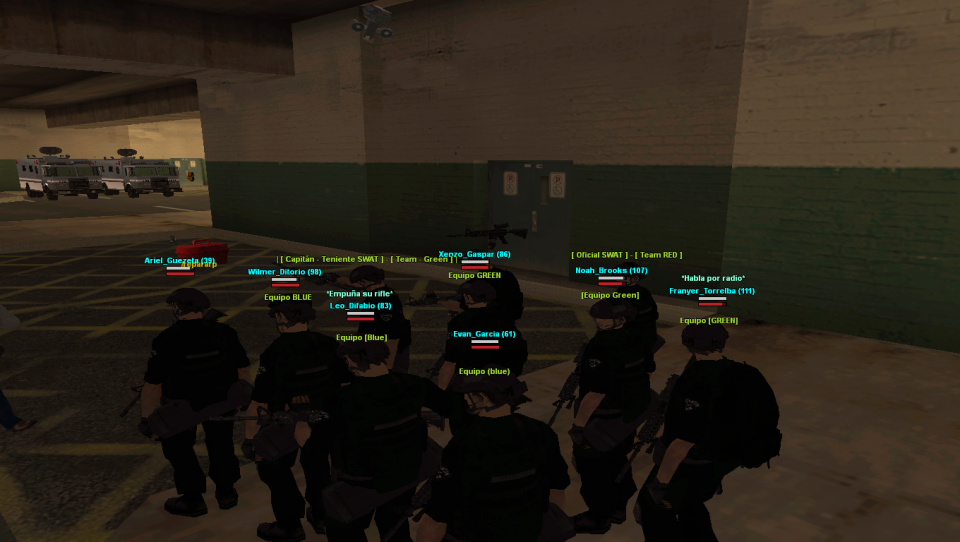 Xenzo_Gaspar (86)
Ariel_Guezela (39)
[ Capitán - Teniente SWAT ] - [ Team - Green ]
[ Oficial SWAT ] - [ Team RED ]
Wilmer_Ditorio (98)
Equipo GREEN
Noah_Brooks (107)
*Habla por radio*
Equipo BLUE
*Empuña su rifle*
[Equipo Green]
Franyer_Torrelba (111)
Leo_Difabio (83)
Equipo [GREEN]
Equipo [Blue]
Evan_Garcia (61)
Equipo (blue)